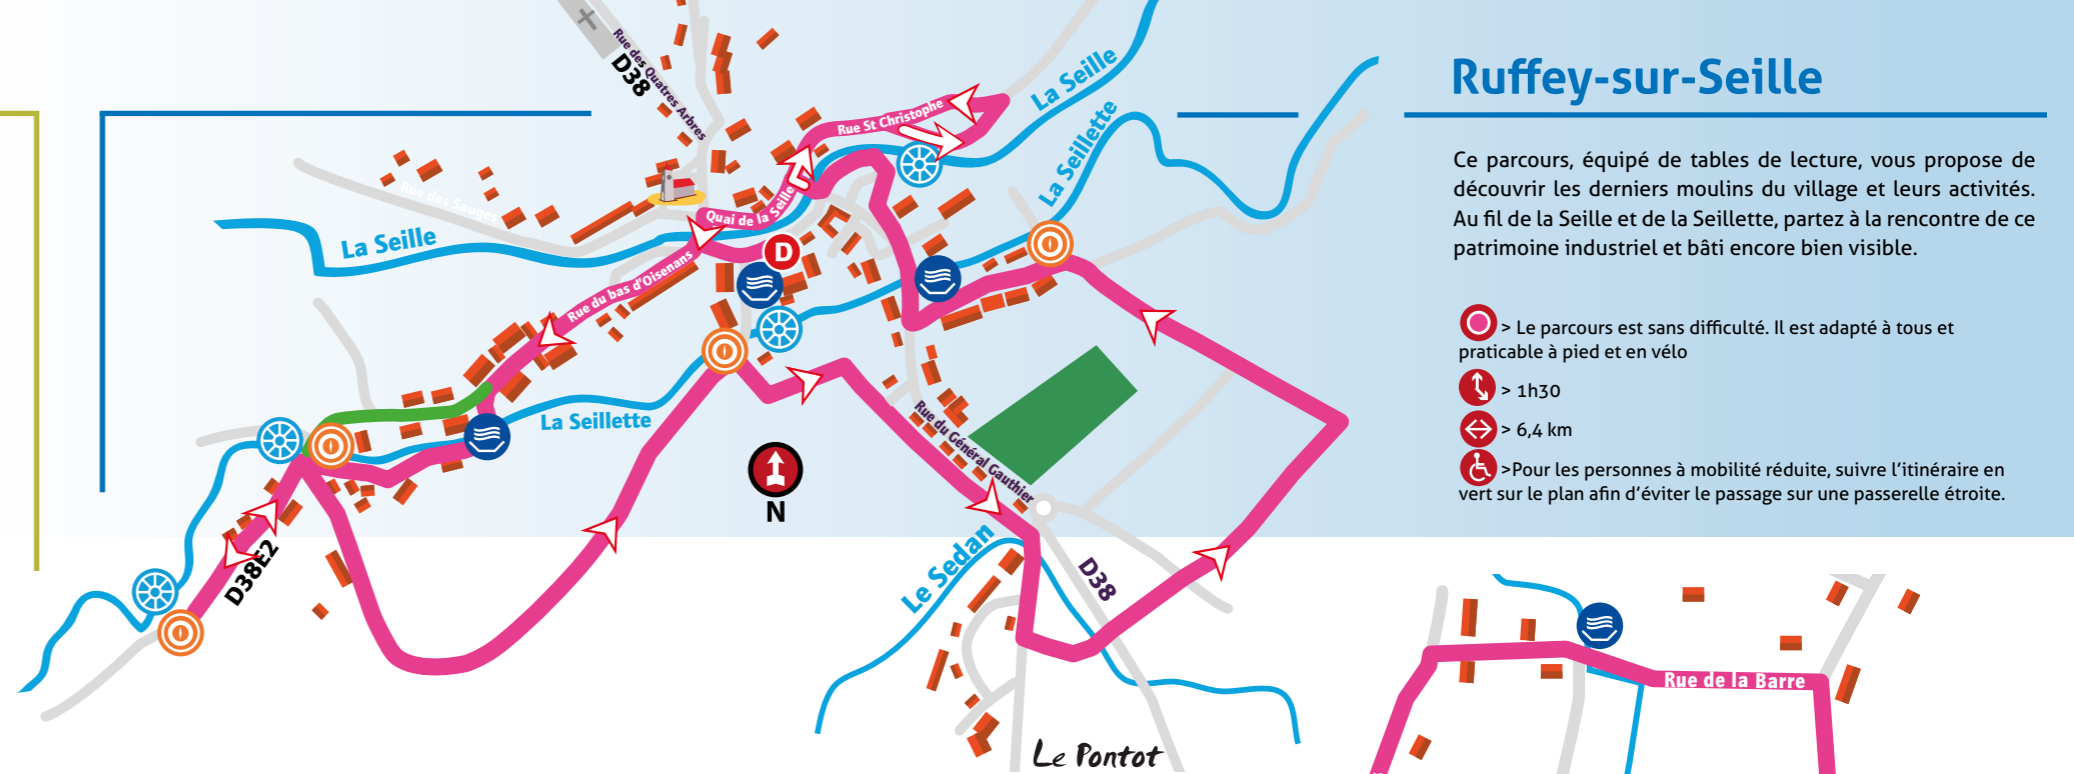 Rue des Quatres Arbres
D38
La Seille
La Seillette
Rue St Christophe
Rue des Sauges
Quai de la Seille
La Seille
D
Rue du bas d'Oisenans
La Seillette
Rue du Général Gauthier
N
D38E2
Le Sedan
D38
Le Pontot
Ruffey-sur-Seille
Ce parcours, équipé de tables de lecture, vous propose de
découvrir les derniers moulins du village et leurs activités.
Au fil de la Seille et de la Seillette, partez à la rencontre de ce
patrimoine industriel et bâti encore bien visible.
> Le parcours est sans difficulté. Il est adapté à tous et
praticable à pied et en vélo
> 1h30
> 6,4 km
>Pour les personnes à mobilité réduite, suivre l'itinéraire en
vert sur le plan afin d'éviter le passage sur une passerelle étroite.
Rue de la Barre